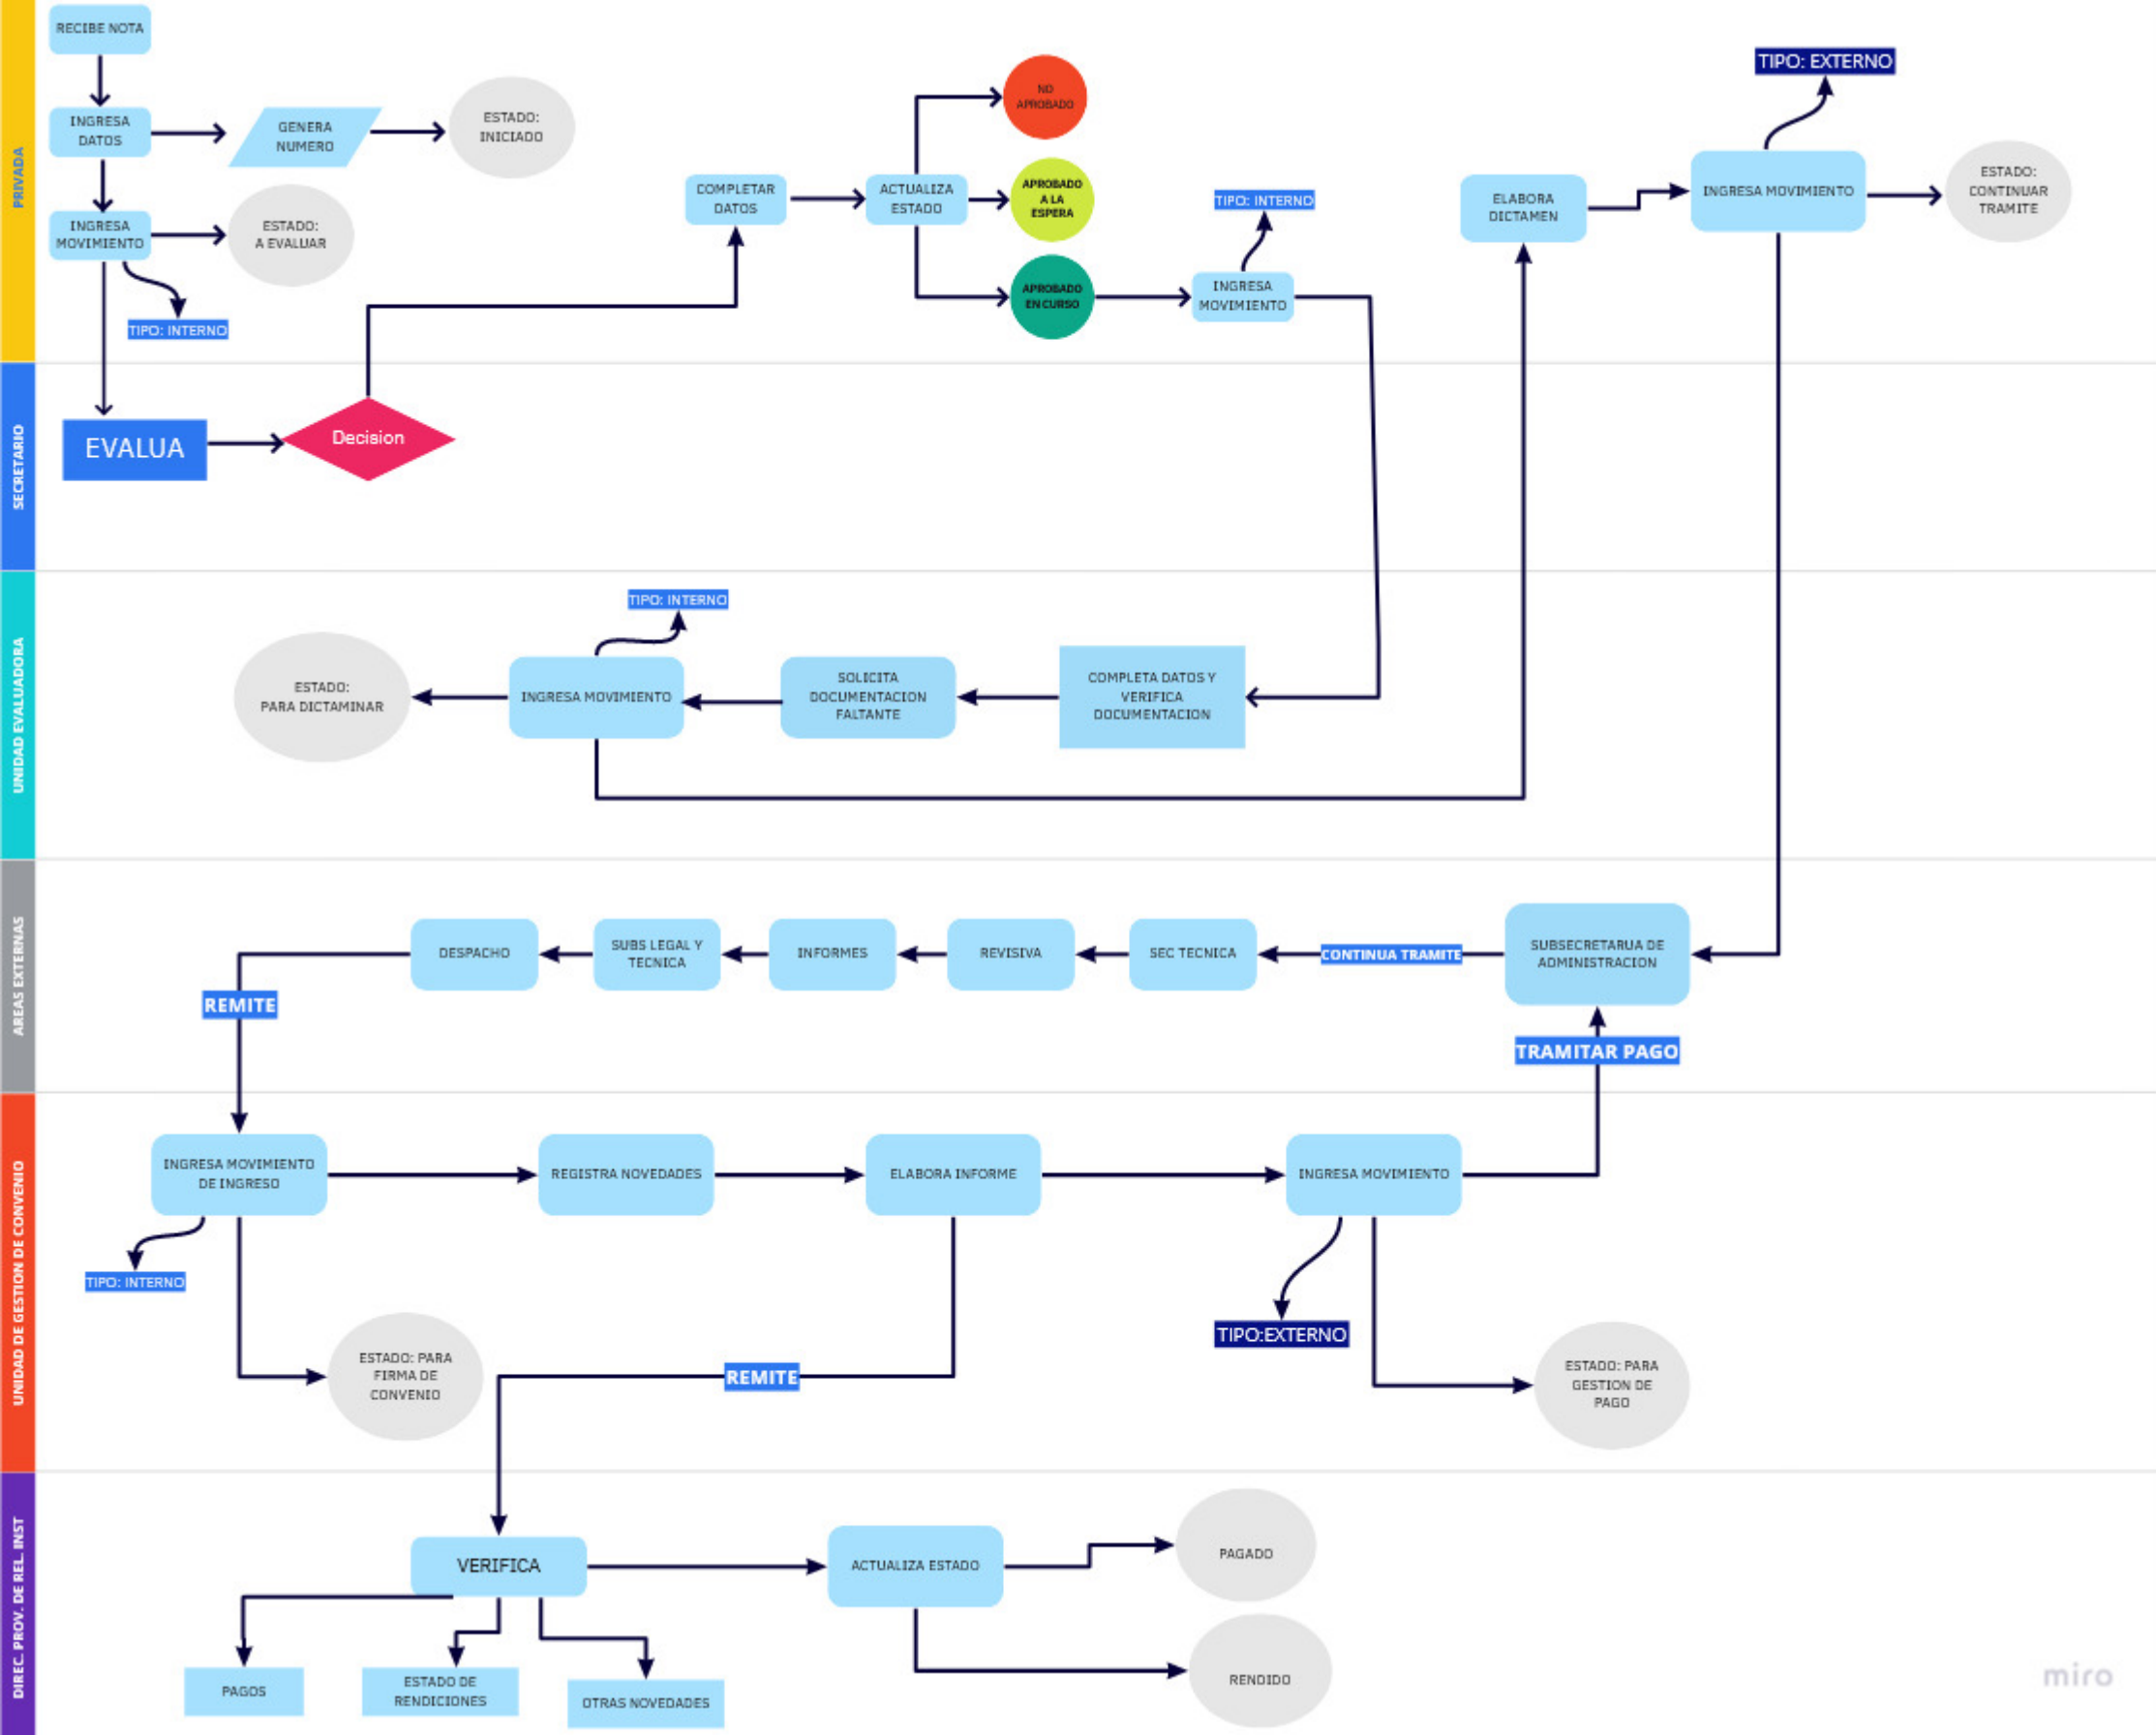 PRIVADA
RECIBE NOTA
INGRESA
DATOS
GENERA
NUMERO
ESTADO:
INICIADO
INGRESA
MOVIMIENTO
ESTADO:
A EVALUAR
TIPO: INTERNO
COMPLETAR
DATOS
ACTUALIZA
ESTADO
NO
APROBADO
APROBADO
A LA
ESPERA
APROBADO
EN CURSO
TIPO: INTERNO
INGRESA
MOVIMIENTO
ELABORA
DICTAMEN
TIPO: EXTERNO
INGRESA MOVIMIENTO
ESTADO:
CONTINUAR
TRAMITE
SECRETARIO
EVALUA
Decision
UNIDAD EVALUADORA
TIPO: INTERNO
ESTADO:
PARA DICTAMINAR
INGRESA MOVIMIENTO
SOLICITA
DOCUMENTACION
FALTANTE
COMPLETA DATOS Y
VERIFICA
DOCUMENTACION
AREAS EXTERNAS
DESPACHO
SUBS LEGAL Y
TECNICA
INFORMES
REVISIVA
SEC TECNICA
CONTINUA TRAMITE
SUBSECRETARUA DE
ADMINISTRACION
REMITE
TRAMITAR PAGO
UNIDAD DE GESTION DE CONVENIO
INGRESA MOVIMIENTO
DE INGRESO
REGISTRA NOVEDADES
ELABORA INFORME
INGRESA MOVIMIENTO
TIPO: INTERNO
TIPO:EXTERNO
ESTADO: PARA
FIRMA DE
CONVENIO
REMITE
ESTADO: PARA
GESTION DE
PAGO
DIREC. PROV. DE REL. INST
VERIFICA
ACTUALIZA ESTADO
PAGADO
PAGOS
ESTADO DE
RENDICIONES
OTRAS NOVEDADES
RENDIDO
miro